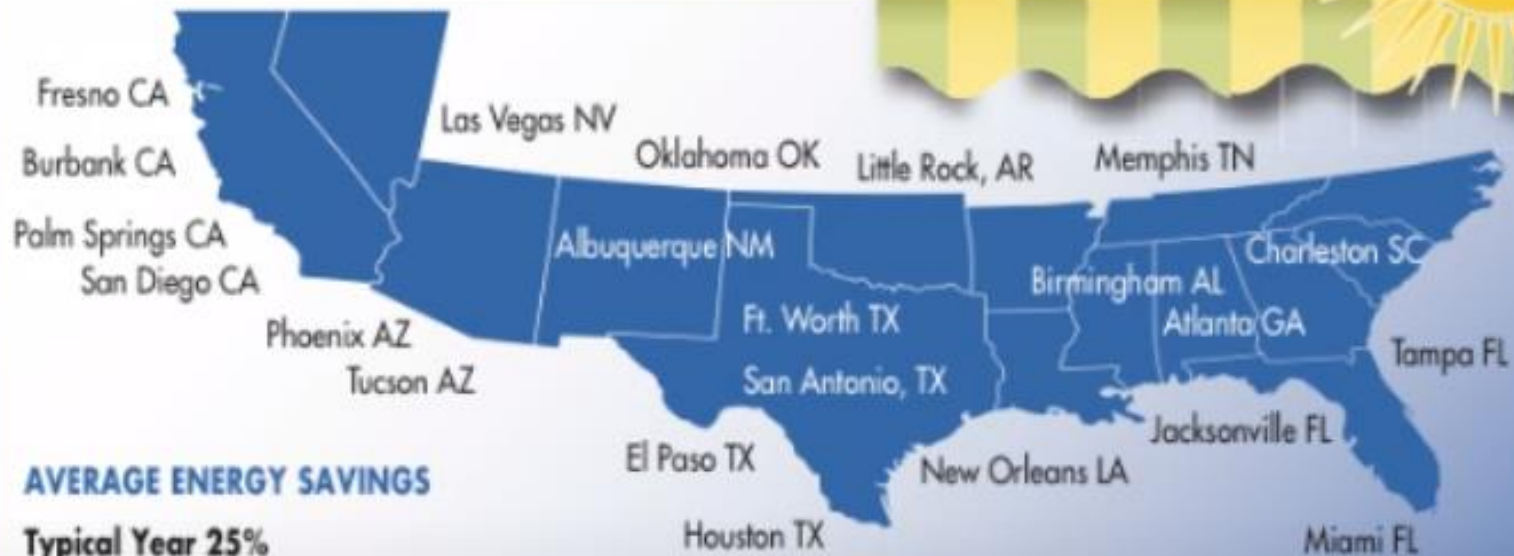 Fresno CA
Las Vegas NV
Burbank CA
Oklahoma OK
Little Rock, AR
Memphis TN
Palm Springs CA
Albuquerque NM
Charleston SC
San Diego CA
Birmingham AL
Phoenix AZ
Ft. Worth TX
Atlanta GA
Tampa FL
Tucson AZ
San Antonio, TX
Jacksonville FL
El Paso TX
New Orleans LA
AVERAGE ENERGY SAVINGS
Houston TX
Miami FL
Typical Year 25%